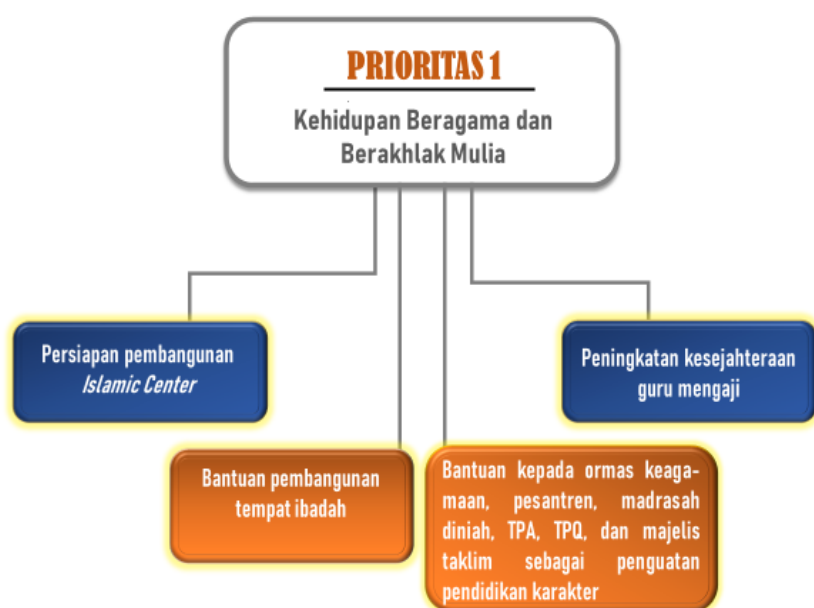 PRIORITAS 1
Kehidupan Beragama dan
Berakhlak Mulia
Persiapan pembangunan
Islamic Center
Peningkatan kesejahteraan
guru mengaji
Bantuan pembangunan
tempat ibadah
Bantuan kepada ormas keaga-
maan, pesantren, madrasah
diniah, TPA, TPQ, dan majelis
taklim sebagai penguatan
pendidikan karakter